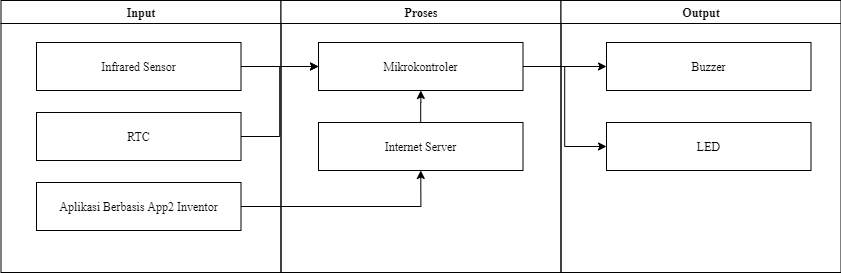 Input
Proses
Output
Infrared Sensor
Mikrokontroler
Buzzer
RTC
Internet Server
LED
Aplikasi Berbasis App2 Inventor